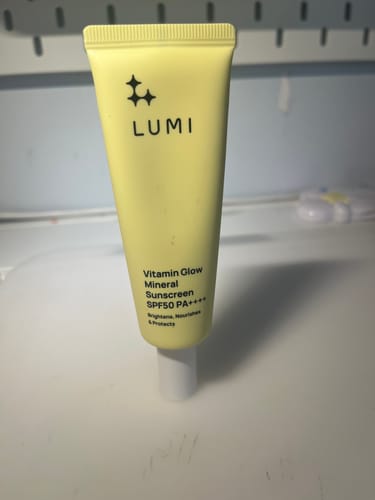 LUMI
Vitamin Glow
Mineral
Sunscreen
SPF50 PA++++
Brightens, Nourishes
& Protects